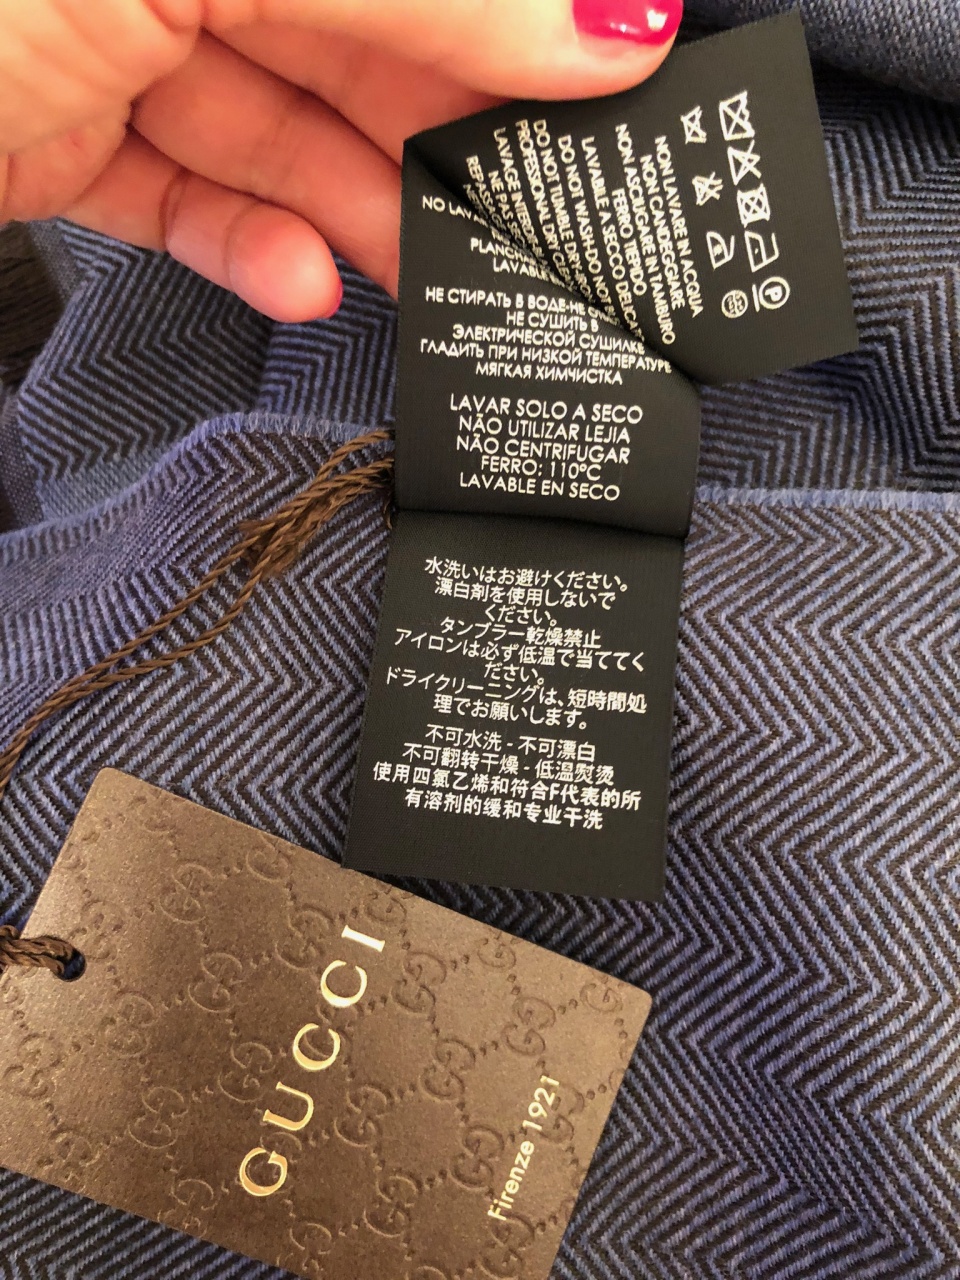 NON LAVARE IN ACQUA
NON CANDEGGIARE
NON ASCIUGARE IN TAMBURO
FERRO TIEPIDO
LAVABILE A SECO
DO NOT WASH-DO NOT
DO NOT TUMBLE DRY
PROFESSIONAL DRY CLEAN
LAVAGE INTERDIT
NE PAS
NO LAVAR
LAVABLE
НЕ СТИРАТЬ В ВОДЕ-НЕ
НЕ СУШИТЬ В
ЭЛЕКТРИЧЕСКОЙ СУШИЛКЕ
ГЛАДИТЬ ПРИ НИЗКОЙ ТЕМПЕРАТУРЕ
МЯГКАЯ ХИМЧИСТКА
LAVAR SOLO A SECO
NÃO UTILIZAR LEJIA
NÃO CENTRIFUGAR
FERRO: 110ºC
LAVABLE EN SECO
水洗いはお避けください。
漂白剤を使用しないで
ください。
タンブラー乾燥禁止
アイロンは必ず低温で当ててく
ださい。
ドライクリーニングは、短時間処
理でお願いします。
不可水洗 - 不可漂白
不可翻转干燥 - 低温熨烫
使用四氯乙烯和符合F代表的所
有溶剂的缓和专业干洗
P
GUCCI
Firenze 1921